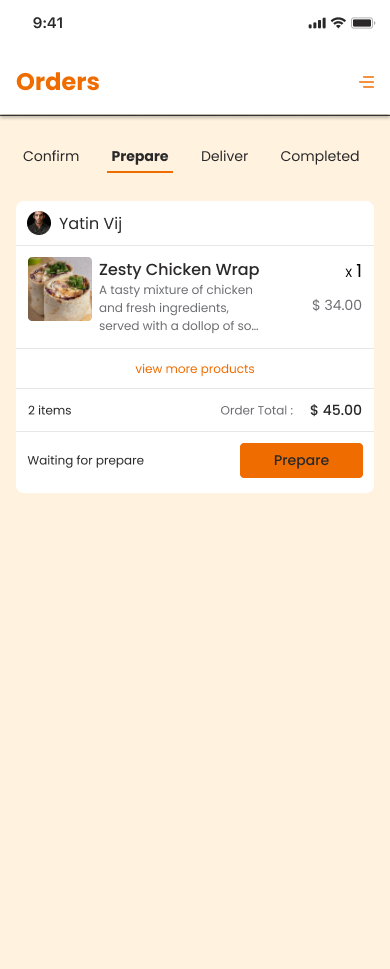 9:41
Orders
Confirm Prepare Deliver Completed
Yatin Vij
Zesty Chicken Wrap x 1
A tasty mixture of chicken
and fresh ingredients, $ 34.00
served with a dollop of so...
view more products
2 items Order Total : $ 45.00
Waiting for prepare Prepare